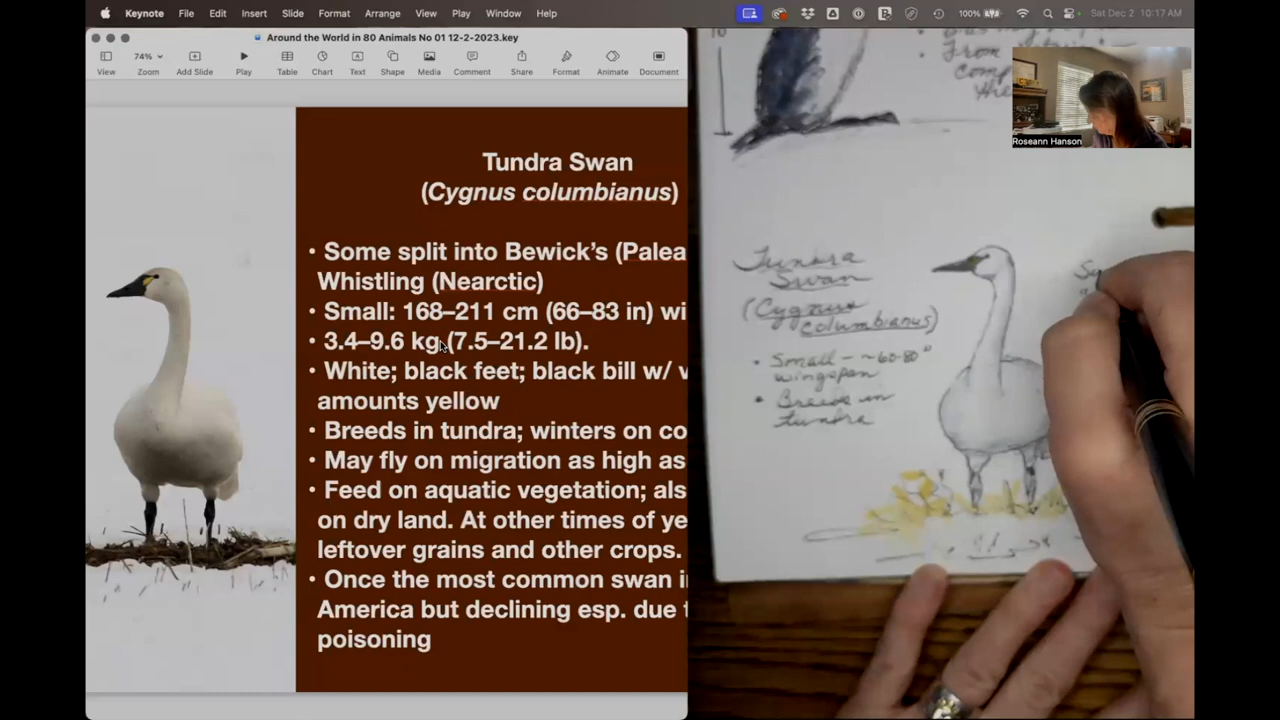 Keynote File Edit Insert Slide Format Arrange View Play Window Help 100% Sat Dec 2 10:17 AM
Around the World in 80 Animals No 01 12-2-2023.key
74%
View Zoom Add Slide Play Table Chart Text Shape Media Comment Share Format Animate Document
Tundra Swan
(Cygnus columbianus)
• Some split into Bewick's (Palea
Whistling (Nearctic)
• Small: 168–211 cm (66–83 in) wi
• 3.4–9.6 kg (7.5–21.2 lb).
• White; black feet; black bill w/ v
amounts yellow
• Breeds in tundra; winters on co
• May fly on migration as high as
• Feed on aquatic vegetation; als
on dry land. At other times of ye
leftover grains and other crops.
• Once the most common swan i
America but declining esp. due t
poisoning
• From
Roseann Hanson
Tundra
Swan
(Cygnus
columbianus)
• Small - ~60-80"
wingspan
• Breeds in
tundra